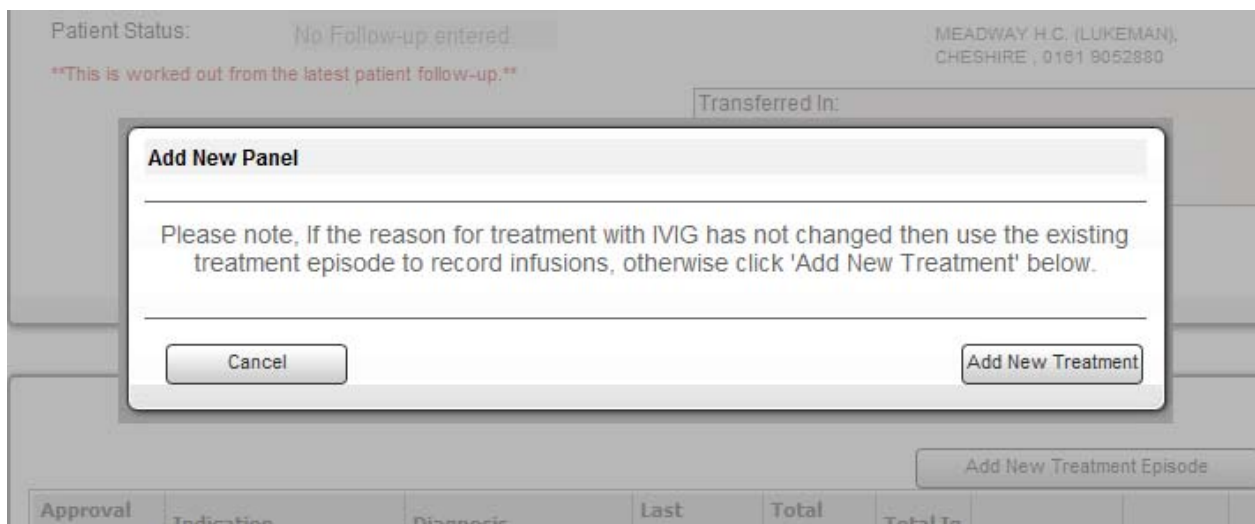 Patient Status:
No Follow-up entered
MEADWAY H.C. (LUKEMAN),
CHESHIRE , 0161 9052880
**This is worked out from the latest patient follow-up.**
Transferred In:
Add New Panel
Please note, If the reason for treatment with IVIG has not changed then use the existing
treatment episode to record infusions, otherwise click 'Add New Treatment' below.
Cancel
Add New Treatment
Add New Treatment Episode
Approval
Indication
Diagnosis
Last
Total
Total In